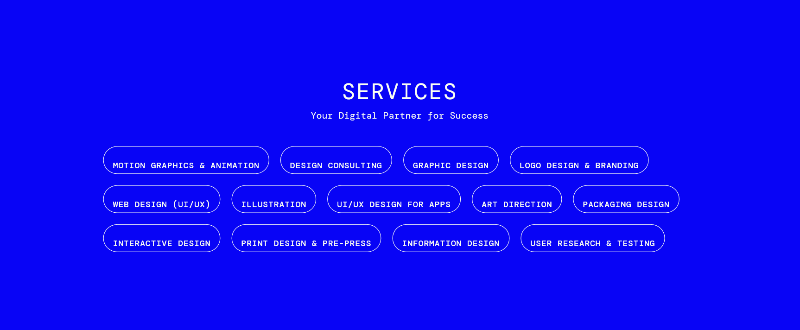 SERVICES
Your Digital Partner for Success
MOTION GRAPHICS & ANIMATION DESIGN CONSULTING GRAPHIC DESIGN LOGO DESIGN & BRANDING
WEB DESIGN (UI/UX) ILLUSTRATION UI/UX DESIGN FOR APPS ART DIRECTION PACKAGING DESIGN
INTERACTIVE DESIGN PRINT DESIGN & PRE-PRESS INFORMATION DESIGN USER RESEARCH & TESTING